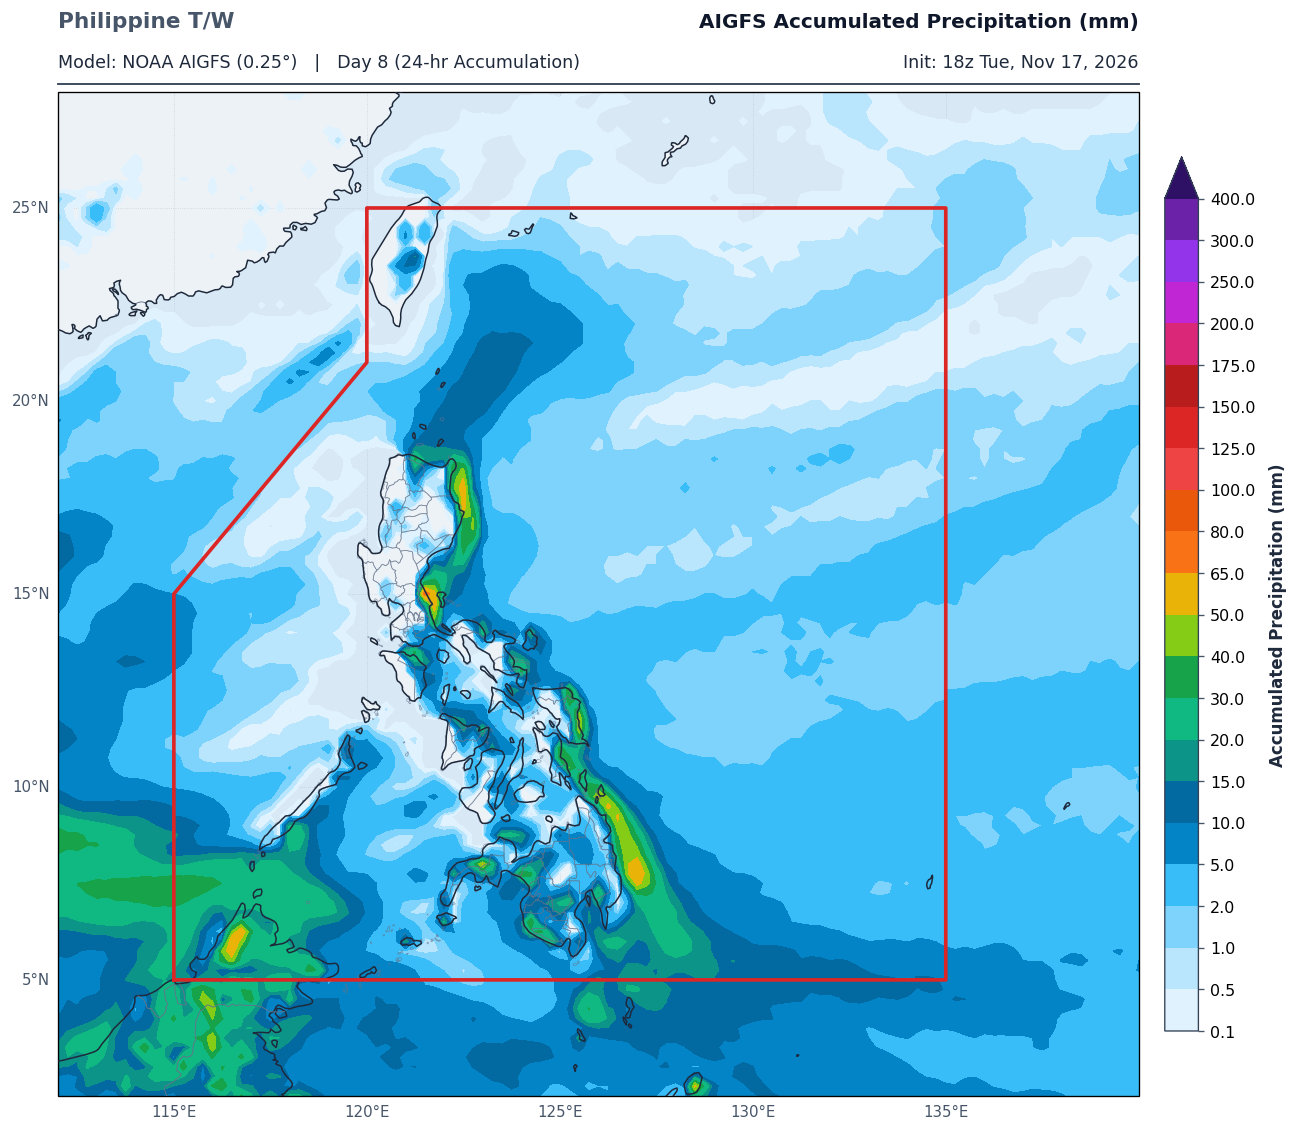 Philippine T/W
AIGFS Accumulated Precipitation (mm)
Model: NOAA AIGFS (0.25°)   |   Day 8 (24-hr Accumulation)
Init: 18z Tue, Nov 17, 2026
25°N
20°N
15°N
10°N
5°N
115°E
120°E
125°E
130°E
135°E
400.0
300.0
250.0
200.0
175.0
150.0
125.0
100.0
80.0
65.0
50.0
40.0
30.0
20.0
15.0
10.0
5.0
2.0
1.0
0.5
0.1
Accumulated Precipitation (mm)